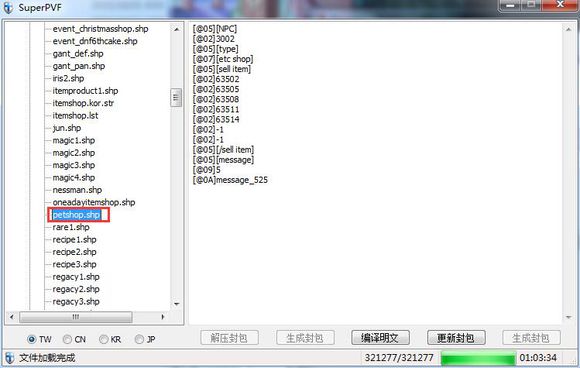 SuperPVF
event_christmasshop.shp
event_dnf6thcake.shp
gant_def.shp
gant_pan.shp
iris2.shp
itemproduct1.shp
itemshop.kor.str
itemshop.lst
jun.shp
magic1.shp
magic2.shp
magic3.shp
magic4.shp
nessman.shp
oneadayitemshop.shp
petshop.shp
rare1.shp
recipe1.shp
recipe2.shp
recipe3.shp
regacy1.shp
regacy2.shp
regacy3.shp
[@05][NPC]
[@02]3002
[@05][type]
[@07][etc shop]
[@05][sell item]
[@02]63502
[@02]63505
[@02]63508
[@02]63511
[@02]63514
[@02]-1
[@02]-1
[@05][/sell item]
[@05][message]
[@09]5
[@0A]message_525
TW CN KR JP
解压封包 生成封包 编译明文 更新封包 生成封包
文件加载完成 321277/321277 01:03:34